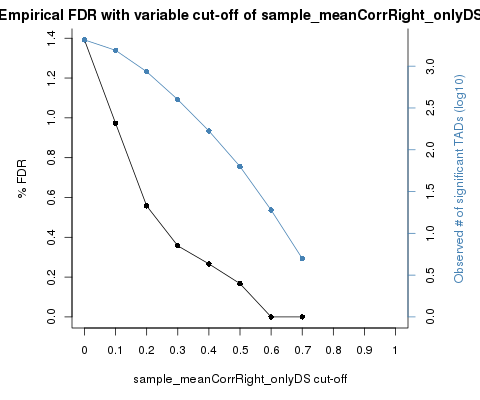 Empirical FDR with variable cut-off of sample_meanCorrRight_onlyDS
% FDR
0.0 0.2 0.4 0.6 0.8 1.0 1.2 1.4
0.0 0.5 1.0 1.5 2.0 2.5 3.0
Observed # of significant TADs (log10)
0 0.1 0.2 0.3 0.4 0.5 0.6 0.7 0.8 0.9 1
sample_meanCorrRight_onlyDS cut-off